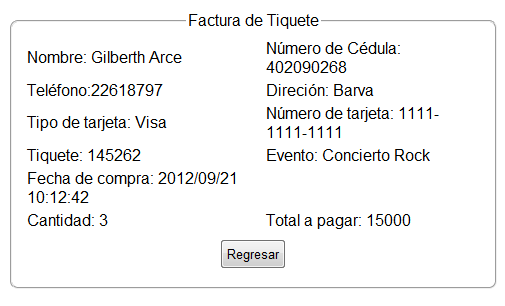 Factura de Tiquete
Nombre: Gilberth Arce
Número de Cédula:
402090268
Teléfono:22618797
Direción: Barva
Tipo de tarjeta: Visa
Número de tarjeta: 1111-
1111-1111
Tiquete: 145262
Evento: Concierto Rock
Fecha de compra: 2012/09/21
10:12:42
Cantidad: 3
Total a pagar: 15000
Regresar